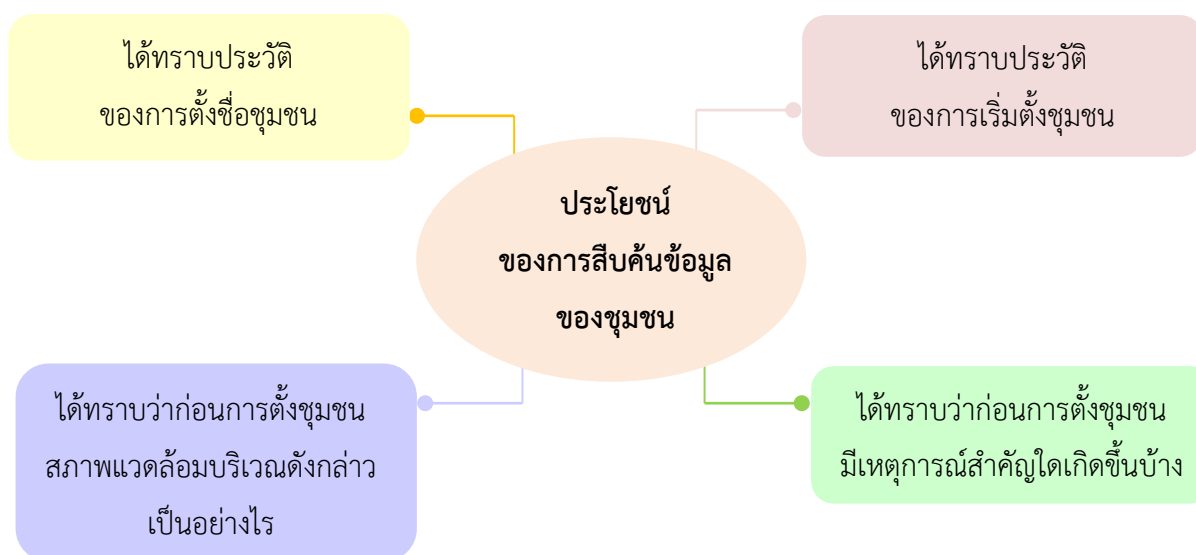 ได้ทราบประวัติ
ของการตั้งชื่อชุมชน
ได้ทราบประวัติ
ของการเริ่มตั้งชุมชน
ประโยชน์
ของการสืบค้นข้อมูล
ของชุมชน
ได้ทราบว่าก่อนการตั้งชุมชน
สภาพแวดล้อมบริเวณดังกล่าว
เป็นอย่างไร
ได้ทราบว่าก่อนการตั้งชุมชน
มีเหตุการณ์สำคัญใดเกิดขึ้นบ้าง